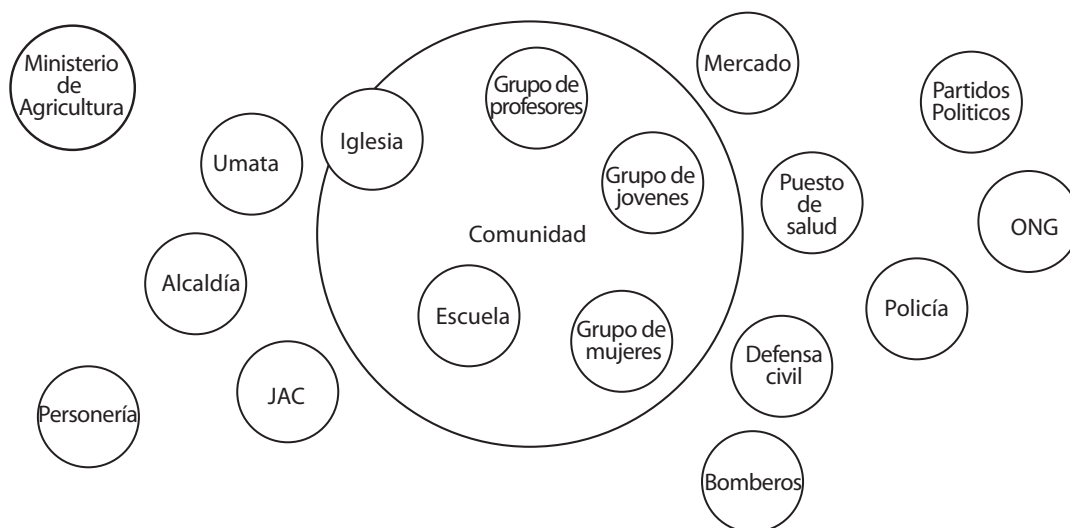 Ministerio
de
Agricultura
Umata
Iglesia
Grupo de
profesores
Mercado
Partidos
Politicos
Grupo de
jovenes
Puesto
de
salud
ONG
Comunidad
Alcaldía
Escuela
Grupo de
mujeres
Policía
Defensa
civil
JAC
Personería
Bomberos